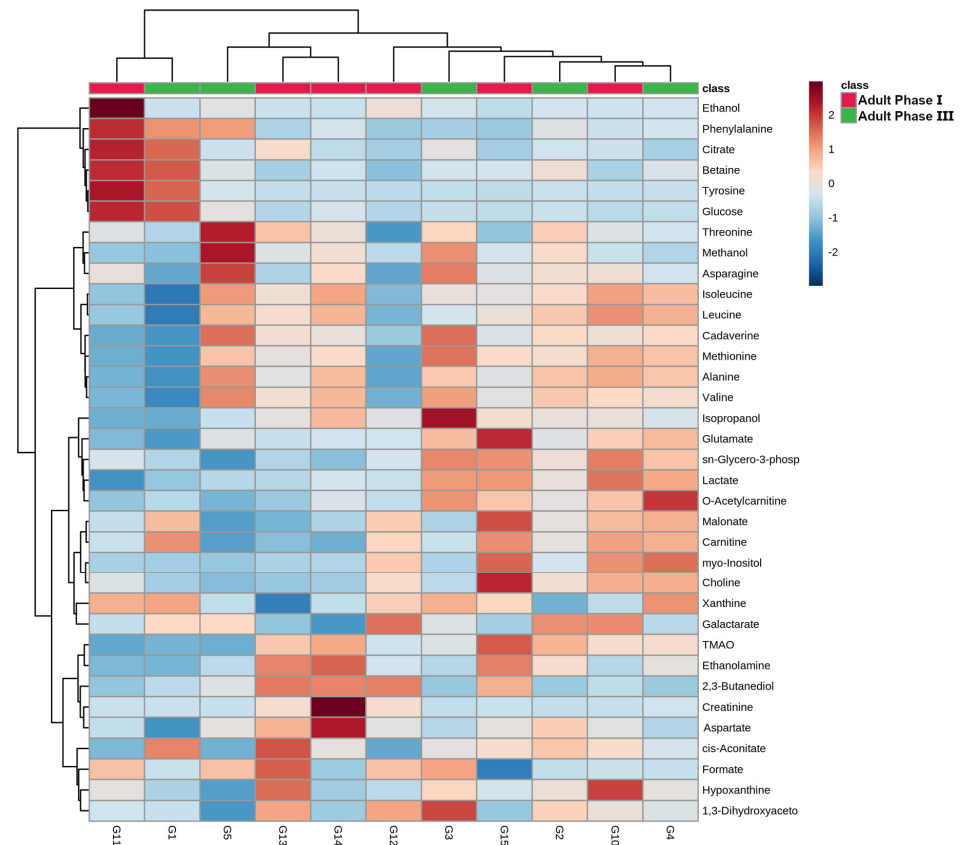 class
Ethanol
Phenylalanine
Citrate
Betaine
Tyrosine
Glucose
Threonine
Methanol
Asparagine
Isoleucine
Leucine
Cadaverine
Methionine
Alanine
Valine
Isopropanol
Glutamate
sn-Glycero-3-phosp
Lactate
O-Acetylcarnitine
Malonate
Carnitine
myo-Inositol
Choline
Xanthine
Galactarate
TMAO
Ethanolamine
2,3-Butanediol
Creatinine
Aspartate
cis-Aconitate
Formate
Hypoxanthine
1,3-Dihydroxyaceto
G11 G1 G5 G13 G14 G12 G3 G15 G2 G10 G4
2
1
0
-1
-2
class
Adult Phase I
Adult Phase III